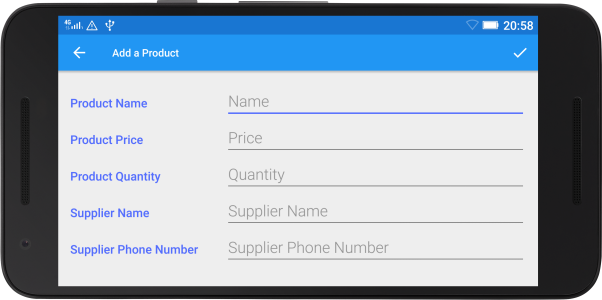 4G 20:58
Add a Product
Product Name Name
Product Price Price
Product Quantity Quantity
Supplier Name Supplier Name
Supplier Phone Number Supplier Phone Number